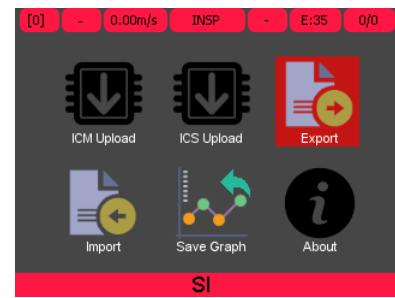 [0] - 0.00m/s INSP - E:35 0/0
ICM Upload ICS Upload Export
Import Save Graph About
SI